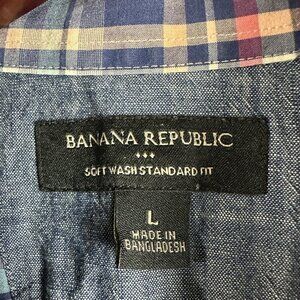 BANANA REPUBLIC
SOFT WASH STANDARD FIT
L
MADE IN
BANGLADESH